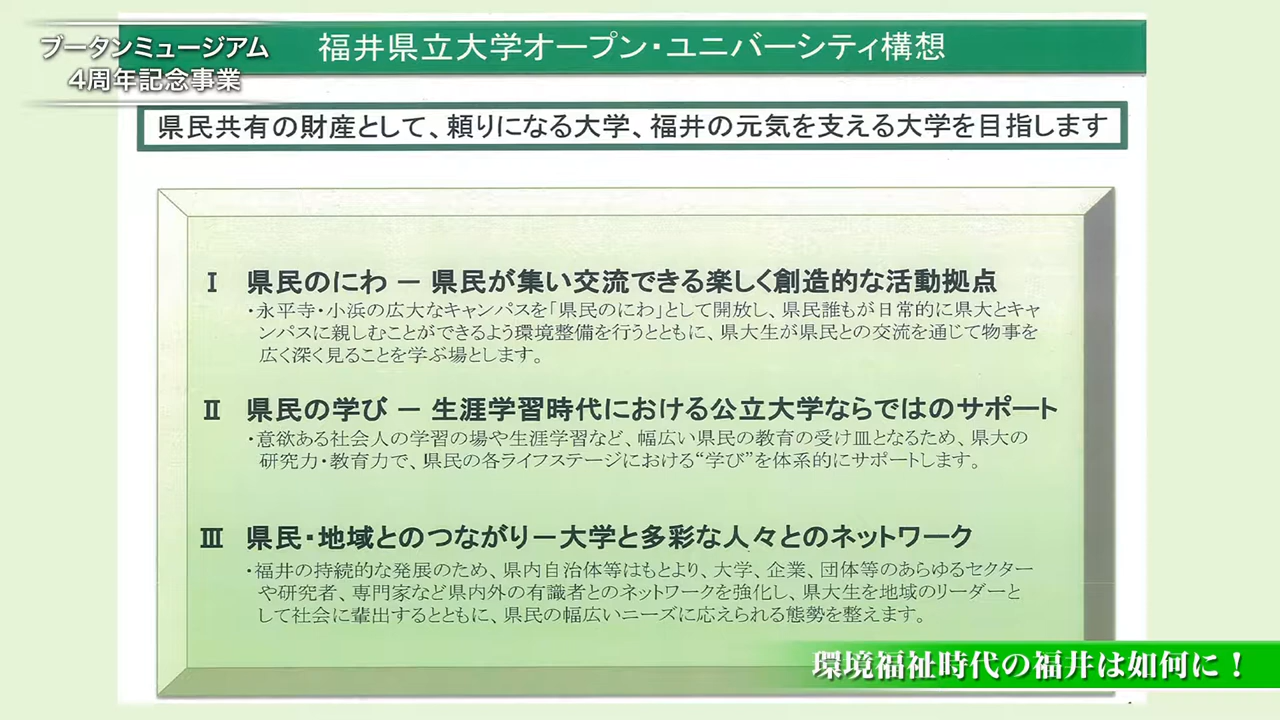 ブータンミュージアム
4周年記念事業
福井県立大学オープン・ユニバーシティ構想
県民共有の財産として、頼りになる大学、福井の元気を支える大学を目指します
Ⅰ 県民のにわ － 県民が集い交流できる楽しく創造的な活動拠点
・永平寺・小浜の広大なキャンパスを「県民のにわ」として開放し、県民誰もが日常的に県大とキャ
ンパスに親しむことができるよう環境整備を行うとともに、県大生が県民との交流を通じて物事を
広く深く見ることを学ぶ場とします。
Ⅱ 県民の学び － 生涯学習時代における公立大学ならではのサポート
・意欲ある社会人の学習の場や生涯学習など、幅広い県民の教育の受け皿となるため、県大の
研究力・教育力で、県民の各ライフステージにおける“学び”を体系的にサポートします。
Ⅲ 県民・地域とのつながり－大学と多彩な人々とのネットワーク
・福井の持続的な発展のため、県内自治体等はもとより、大学、企業、団体等のあらゆるセクター
や研究者、専門家など県内外の有識者とのネットワークを強化し、県大生を地域のリーダーと
して社会に輩出するとともに、県民の幅広いニーズに応えられる態勢を整えます。
環境福祉時代の福井は如何に！